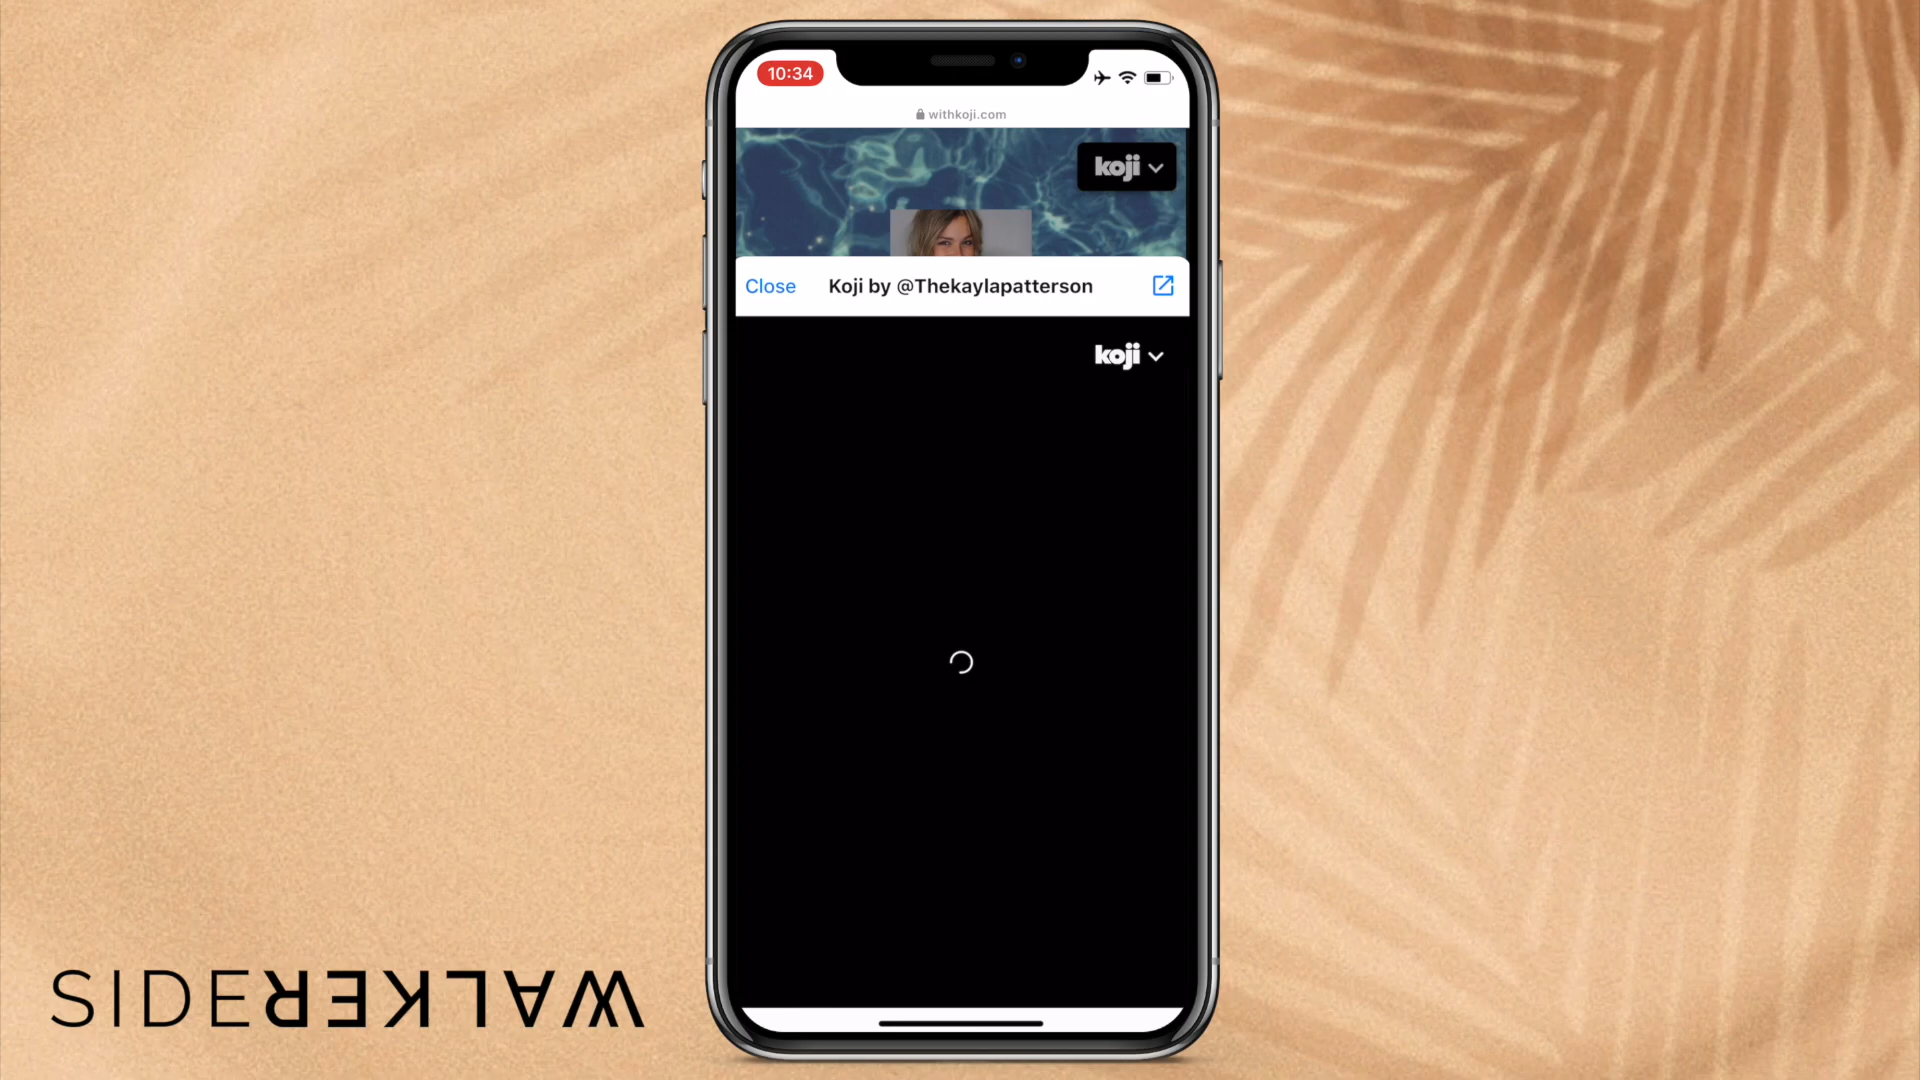 10:34
withkoji.com
koji
Close Koji by @Thekaylapatterson
koji
SIDEWALKER